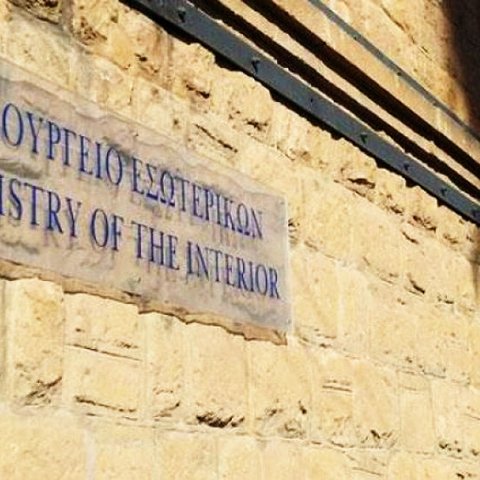 ΟΥΡΓΕΙΟ ΕΣΩΤΕΡΙΚΩΝ
ISTRY OF THE INTERIOR